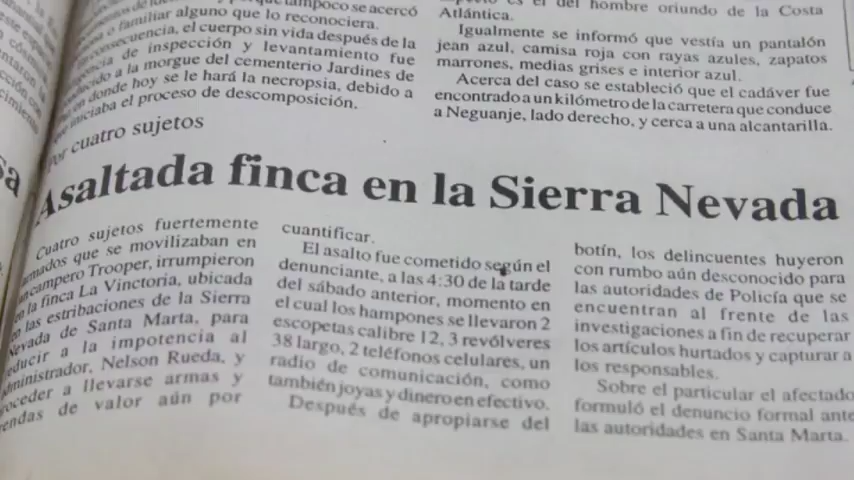 tampoco se acercó
o familiar alguno que lo reconociera.
consecuencia, el cuerpo sin vida después de la
de inspección y levantamiento fue
a la morgue del cementerio Jardines de
en donde hoy se le hará la necropsia, debido a
iniciaba el proceso de descomposición.
es el del hombre oriundo de la Costa
Atlántica.
Igualmente se informó que vestía un pantalón
jean azul, camisa roja con rayas azules, zapatos
marrones, medias grises e interior azul.
Acerca del caso se estableció que el cadáver fue
encontrado a un kilómetro de la carretera que conduce
a Neguanje, lado derecho, y cerca a una alcantarilla.
Por cuatro sujetos
Asaltada finca en la Sierra Nevada
Cuatro sujetos fuertemente
armados que se movilizaban en
un campero Trooper, irrumpieron
en la finca La Vinctoria, ubicada
en las estribaciones de la Sierra
Nevada de Santa Marta, para
reducir a la impotencia al
administrador, Nelson Rueda, y
proceder a llevarse armas y
prendas de valor aún por
cuantificar.
El asalto fue cometido según el
denunciante, a las 4:30 de la tarde
del sábado anterior, momento en
el cual los hampones se llevaron 2
escopetas calibre 12, 3 revólveres
38 largo, 2 teléfonos celulares, un
radio de comunicación, como
también joyas y dinero en efectivo.
Después de apropiarse del
botín, los delincuentes huyeron
con rumbo aún desconocido para
las autoridades de Policía que se
encuentran al frente de las
investigaciones a fin de recuperar
los artículos hurtados y capturar a
los responsables.
Sobre el particular el afectado
formuló el denuncio formal ante
las autoridades en Santa Marta.